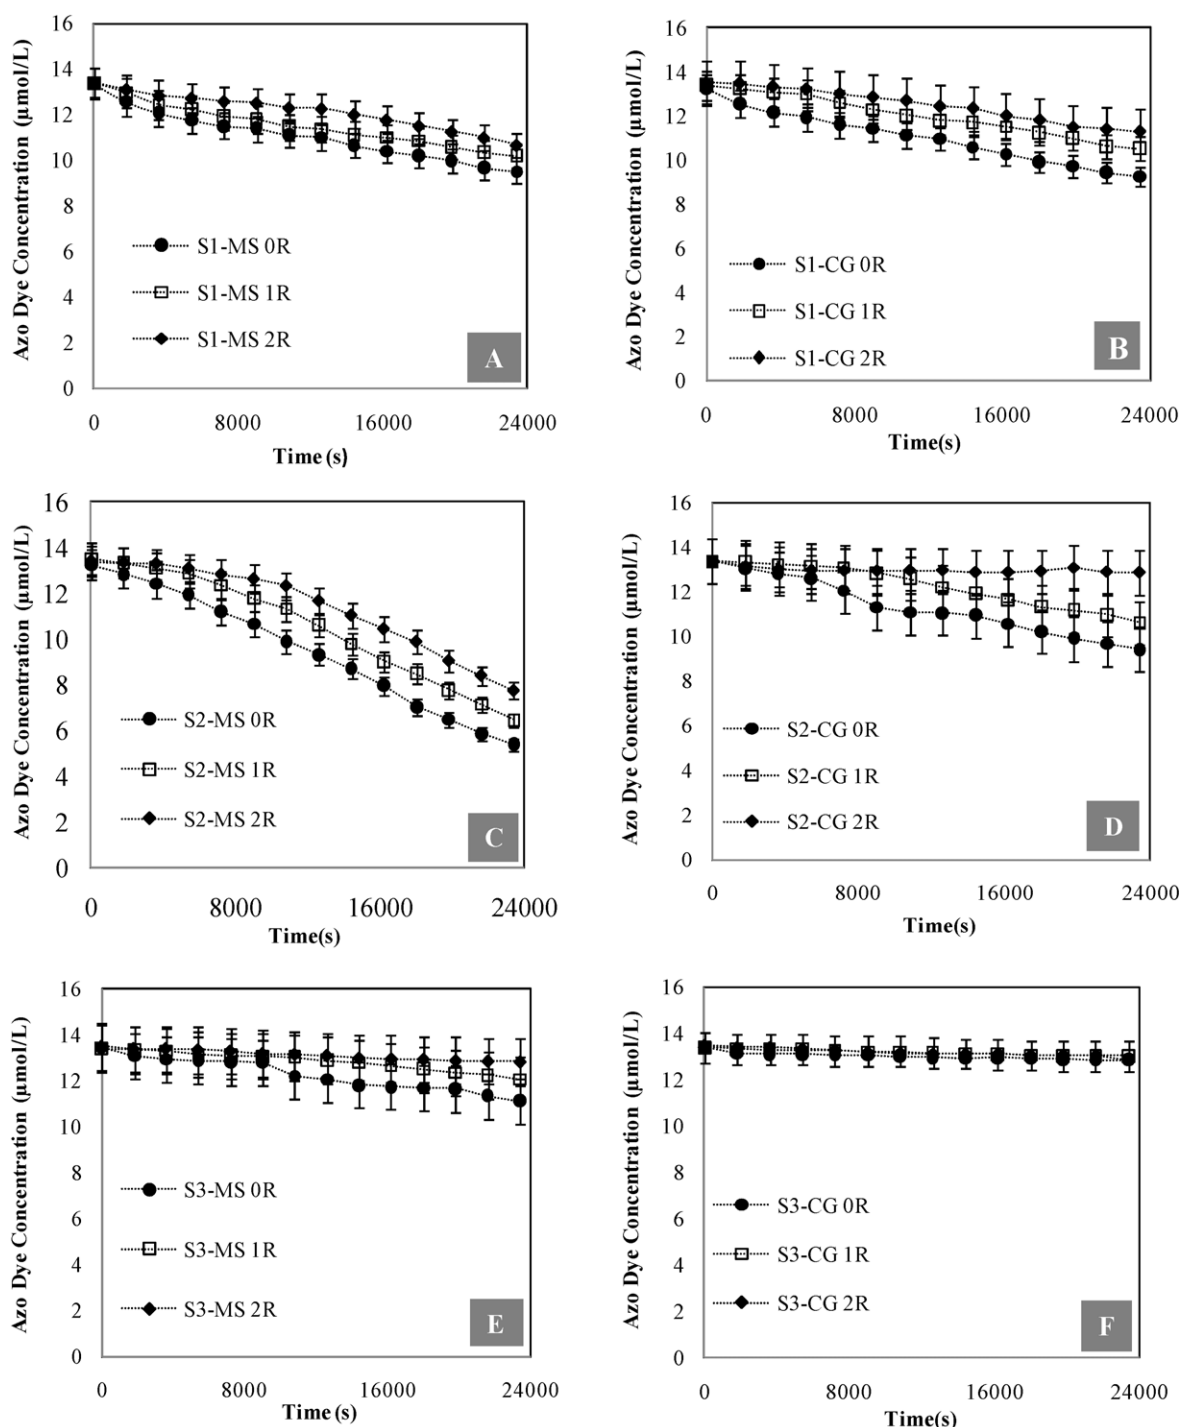 Azo Dye Concentration (µmol/L)
16
14
12
10
8
6
4
2
0
S1-MS 0R
S1-MS 1R
S1-MS 2R
A
0 8000 16000 24000
Time (s)
Azo Dye Concentration (µmol/L)
16
14
12
10
8
6
4
2
0
S1-CG 0R
S1-CG 1R
S1-CG 2R
B
0 8000 16000 24000
Time(s)
Azo Dye Concentration (µmol/L)
16
14
12
10
8
6
4
2
0
S2-MS 0R
S2-MS 1R
S2-MS 2R
C
0 8000 16000 24000
Time(s)
Azo Dye Concentration (µmol/L)
16
14
12
10
8
6
4
2
0
S2-CG 0R
S2-CG 1R
S2-CG 2R
D
0 8000 16000 24000
Time(s)
Azo Dye Concentration (µmol/L)
16
14
12
10
8
6
4
2
0
S3-MS 0R
S3-MS 1R
S3-MS 2R
E
0 8000 16000 24000
Time(s)
Azo Dye Concentration (µmol/L)
16
14
12
10
8
6
4
2
0
S3-CG 0R
S3-CG 1R
S3-CG 2R
F
0 8000 16000 24000
Time(s)